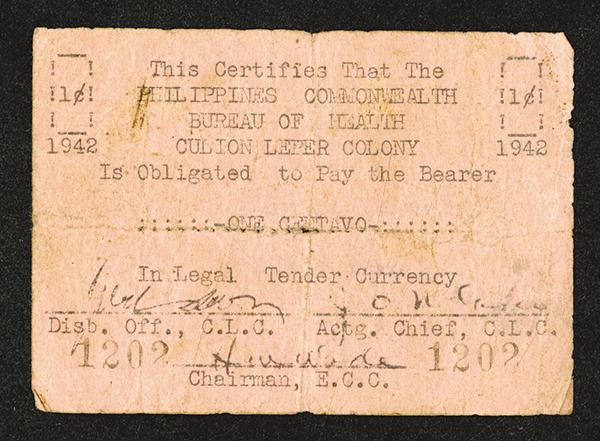 This Certifies That The
1¢ PHILIPPINES COMMONWEALTH 1¢
BUREAU OF HEALTH
1942 CULION LEPER COLONY 1942
Is Obligated to Pay the Bearer
::::::-ONE CENTAVO-::::::
In Legal Tender Currency
Disb. Off., C.L.C. Actg. Chief, C.L.C.
1202 H W Wade 1202
Chairman, E.C.C.